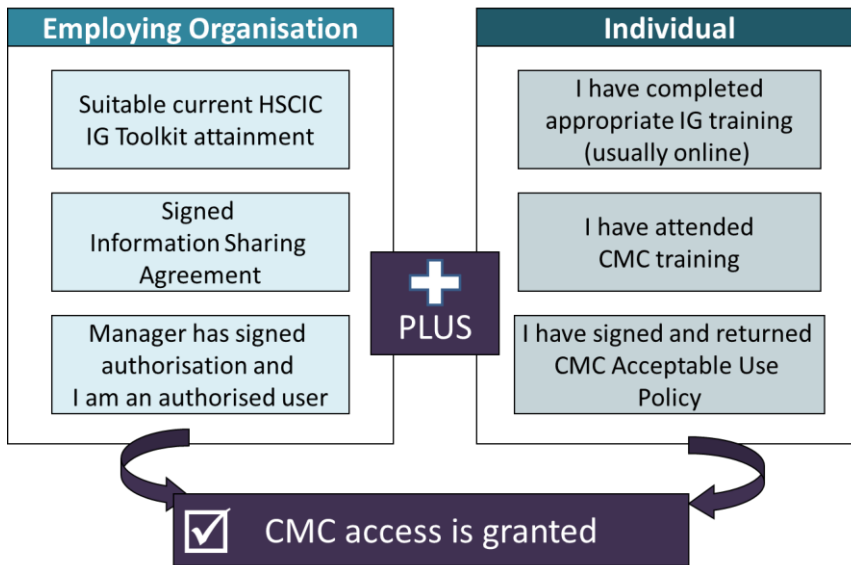 Employing Organisation
Suitable current HSCIC
IG Toolkit attainment
Signed
Information Sharing
Agreement
Manager has signed
authorisation and
I am an authorised user
PLUS
Individual
I have completed
appropriate IG training
(usually online)
I have attended
CMC training
I have signed and returned
CMC Acceptable Use
Policy
CMC access is granted